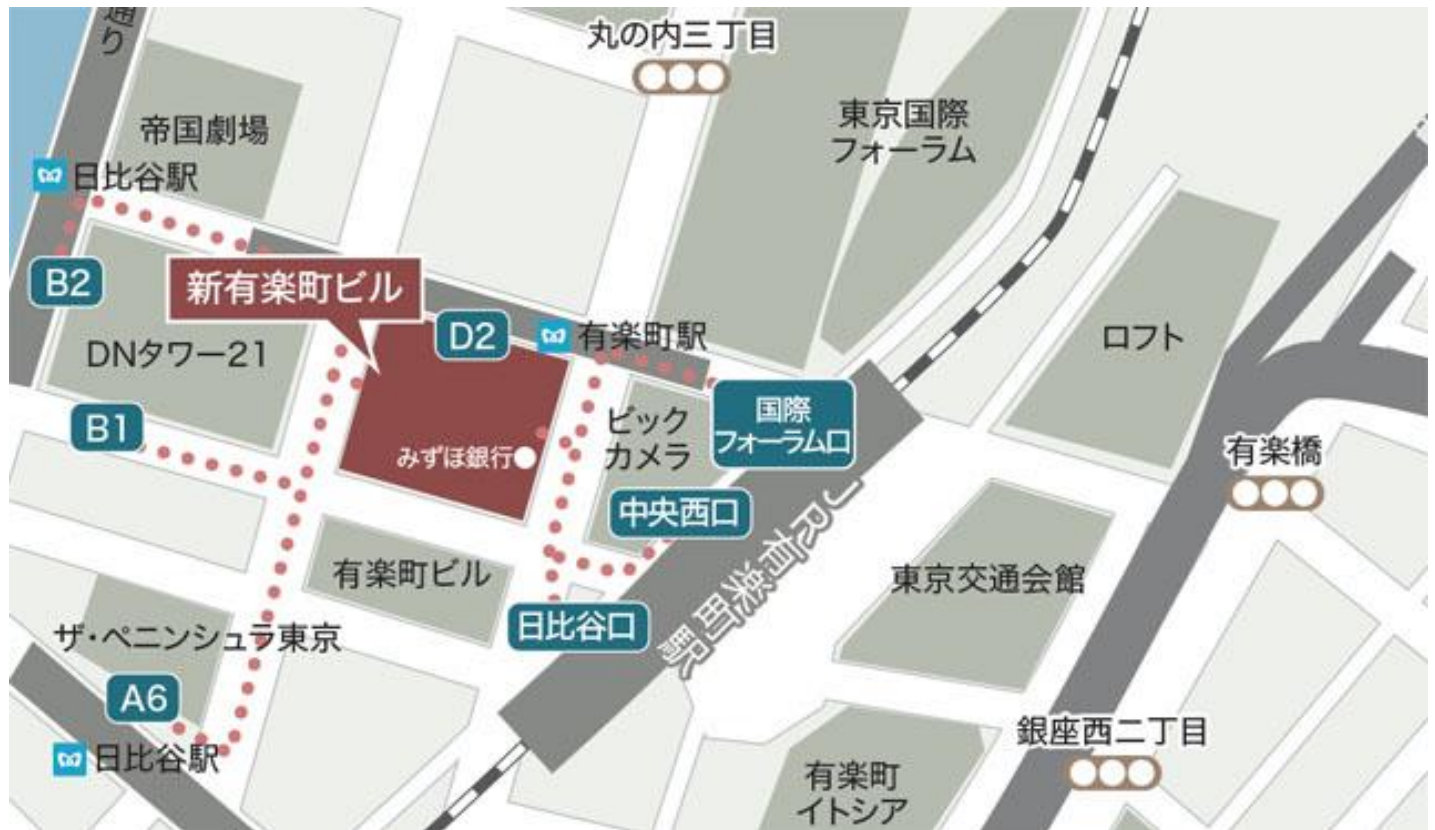 通り
丸の内三丁目
帝国劇場
東京国際
フォーラム
日比谷駅
B2
新有楽町ビル
D2
有楽町駅
DNタワー21
ロフト
B1
みずほ銀行
ビック
カメラ
国際
フォーラム口
有楽橋
中央西口
JR有楽町駅
有楽町ビル
東京交通会館
日比谷口
ザ・ペニンシュラ東京
A6
日比谷駅
銀座西二丁目
有楽町
イトシア